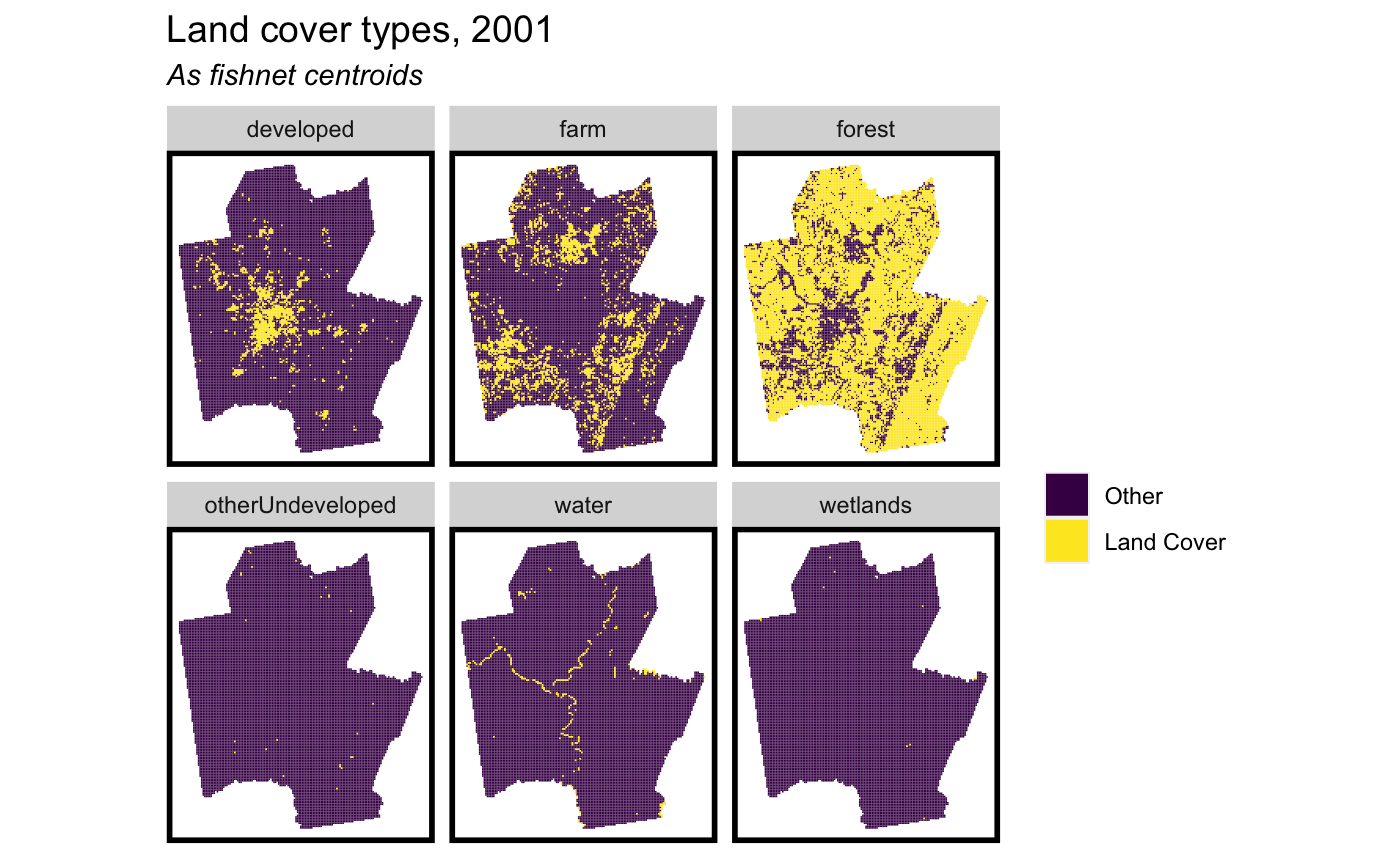 Land cover types, 2001
As fishnet centroids
developed
farm
forest
otherUndeveloped
water
wetlands
Other
Land Cover